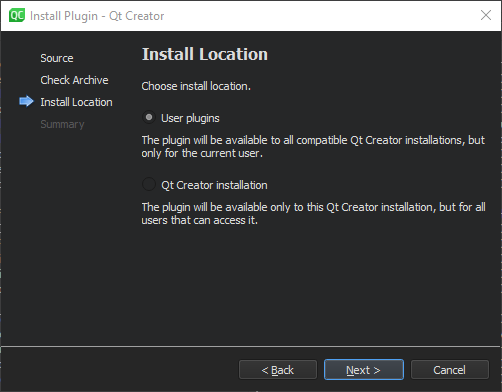 Install Plugin - Qt Creator
Source
Check Archive
Install Location
Summary
Install Location
Choose install location.
User plugins
The plugin will be available to all compatible Qt Creator installations, but
only for the current user.
Qt Creator installation
The plugin will be available only to this Qt Creator installation, but for all
users that can access it.
< Back
Next >
Cancel